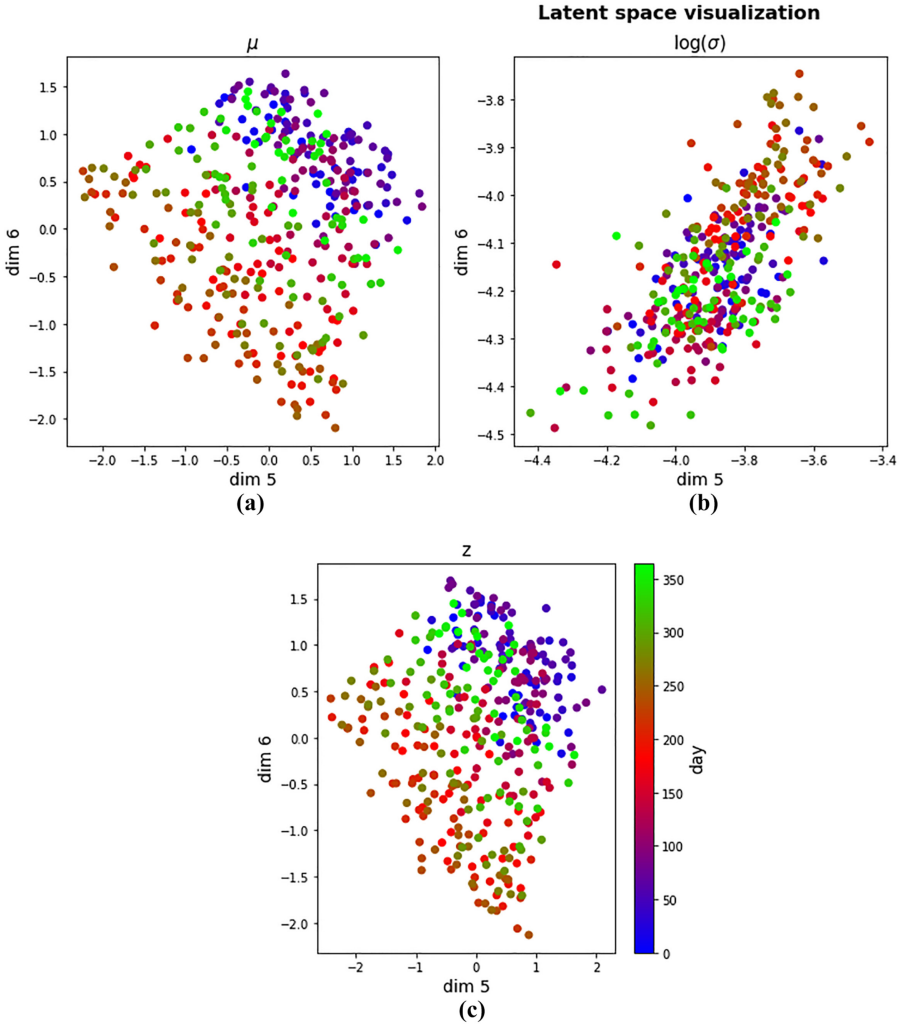 Latent space visualization
μ
1.5
1.0
0.5
0.0
−0.5
−1.0
−1.5
−2.0
dim 6
−2.0 −1.5 −1.0 −0.5 0.0 0.5 1.0 1.5 2.0
dim 5
(a)
log(σ)
−3.8
−3.9
−4.0
−4.1
−4.2
−4.3
−4.4
−4.5
dim 6
−4.4 −4.2 −4.0 −3.8 −3.6 −3.4
dim 5
(b)
z
1.5
1.0
0.5
0.0
−0.5
−1.0
−1.5
−2.0
dim 6
−2 −1 0 1 2
dim 5
350
300
250
200
150
100
50
0
day
(c)